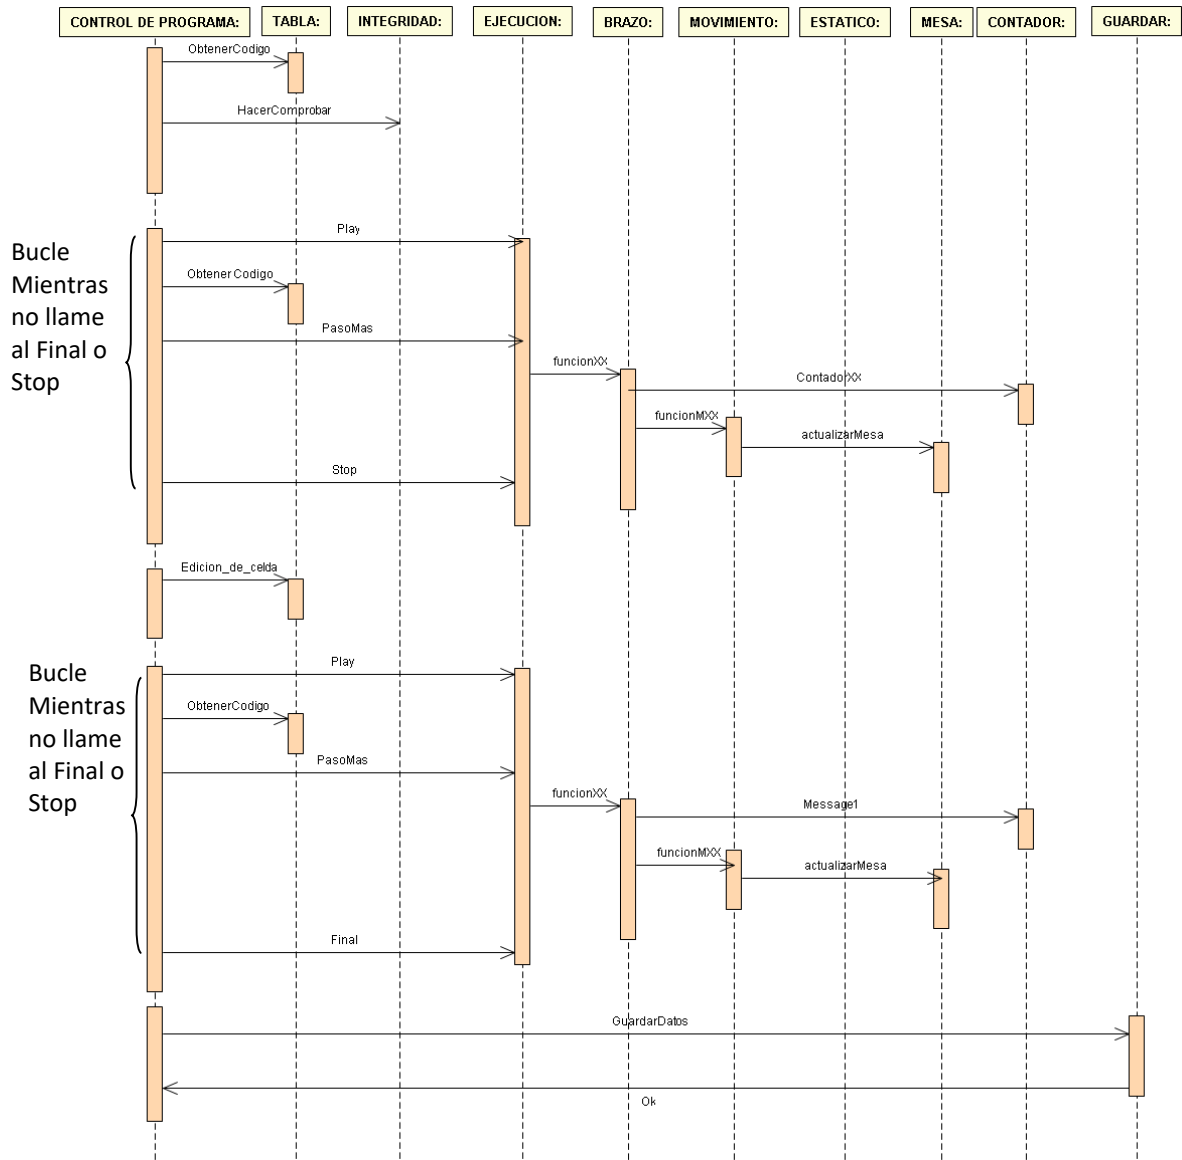 CONTROL DE PROGRAMA:
TABLA:
INTEGRIDAD:
EJECUCION:
BRAZO:
MOVIMIENTO:
ESTATICO:
MESA:
CONTADOR:
GUARDAR:
ObtenerCodigo
HacerComprobar
Play
Bucle
Mientras
no llame
al Final o
Stop
ObtenerCodigo
PasoMas
funcionXX
ContadorXX
funcionMXX
actualizarMesa
Stop
Edicion_de_celda
Play
Bucle
Mientras
no llame
al Final o
Stop
ObtenerCodigo
PasoMas
funcionXX
Message1
funcionMXX
actualizarMesa
Final
GuardarDatos
Ok